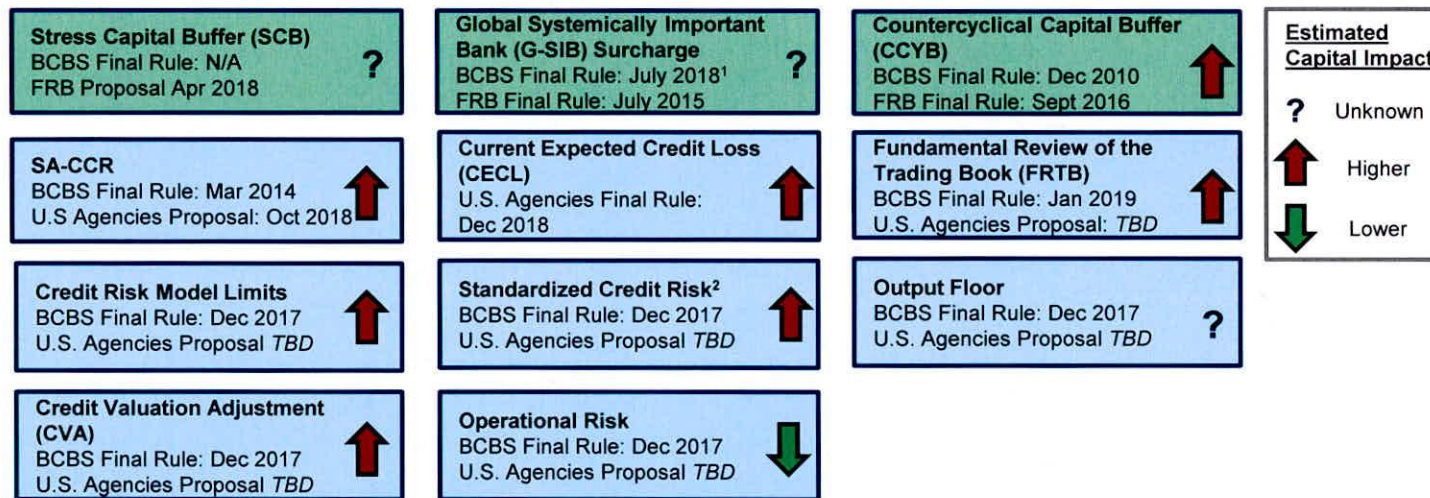 Stress Capital Buffer (SCB)
BCBS Final Rule: N/A
FRB Proposal Apr 2018
?
Global Systemically Important
Bank (G-SIB) Surcharge
BCBS Final Rule: July 2018¹
FRB Final Rule: July 2015
?
Countercyclical Capital Buffer
(CCYB)
BCBS Final Rule: Dec 2010
FRB Final Rule: Sept 2016
Estimated
Capital Impact
? Unknown
Higher
Lower
SA-CCR
BCBS Final Rule: Mar 2014
U.S Agencies Proposal: Oct 2018
Current Expected Credit Loss
(CECL)
U.S. Agencies Final Rule:
Dec 2018
Fundamental Review of the
Trading Book (FRTB)
BCBS Final Rule: Jan 2019
U.S. Agencies Proposal: TBD
Credit Risk Model Limits
BCBS Final Rule: Dec 2017
U.S. Agencies Proposal TBD
Standardized Credit Risk²
BCBS Final Rule: Dec 2017
U.S. Agencies Proposal TBD
Output Floor
BCBS Final Rule: Dec 2017
U.S. Agencies Proposal TBD
?
Credit Valuation Adjustment
(CVA)
BCBS Final Rule: Dec 2017
U.S. Agencies Proposal TBD
Operational Risk
BCBS Final Rule: Dec 2017
U.S. Agencies Proposal TBD